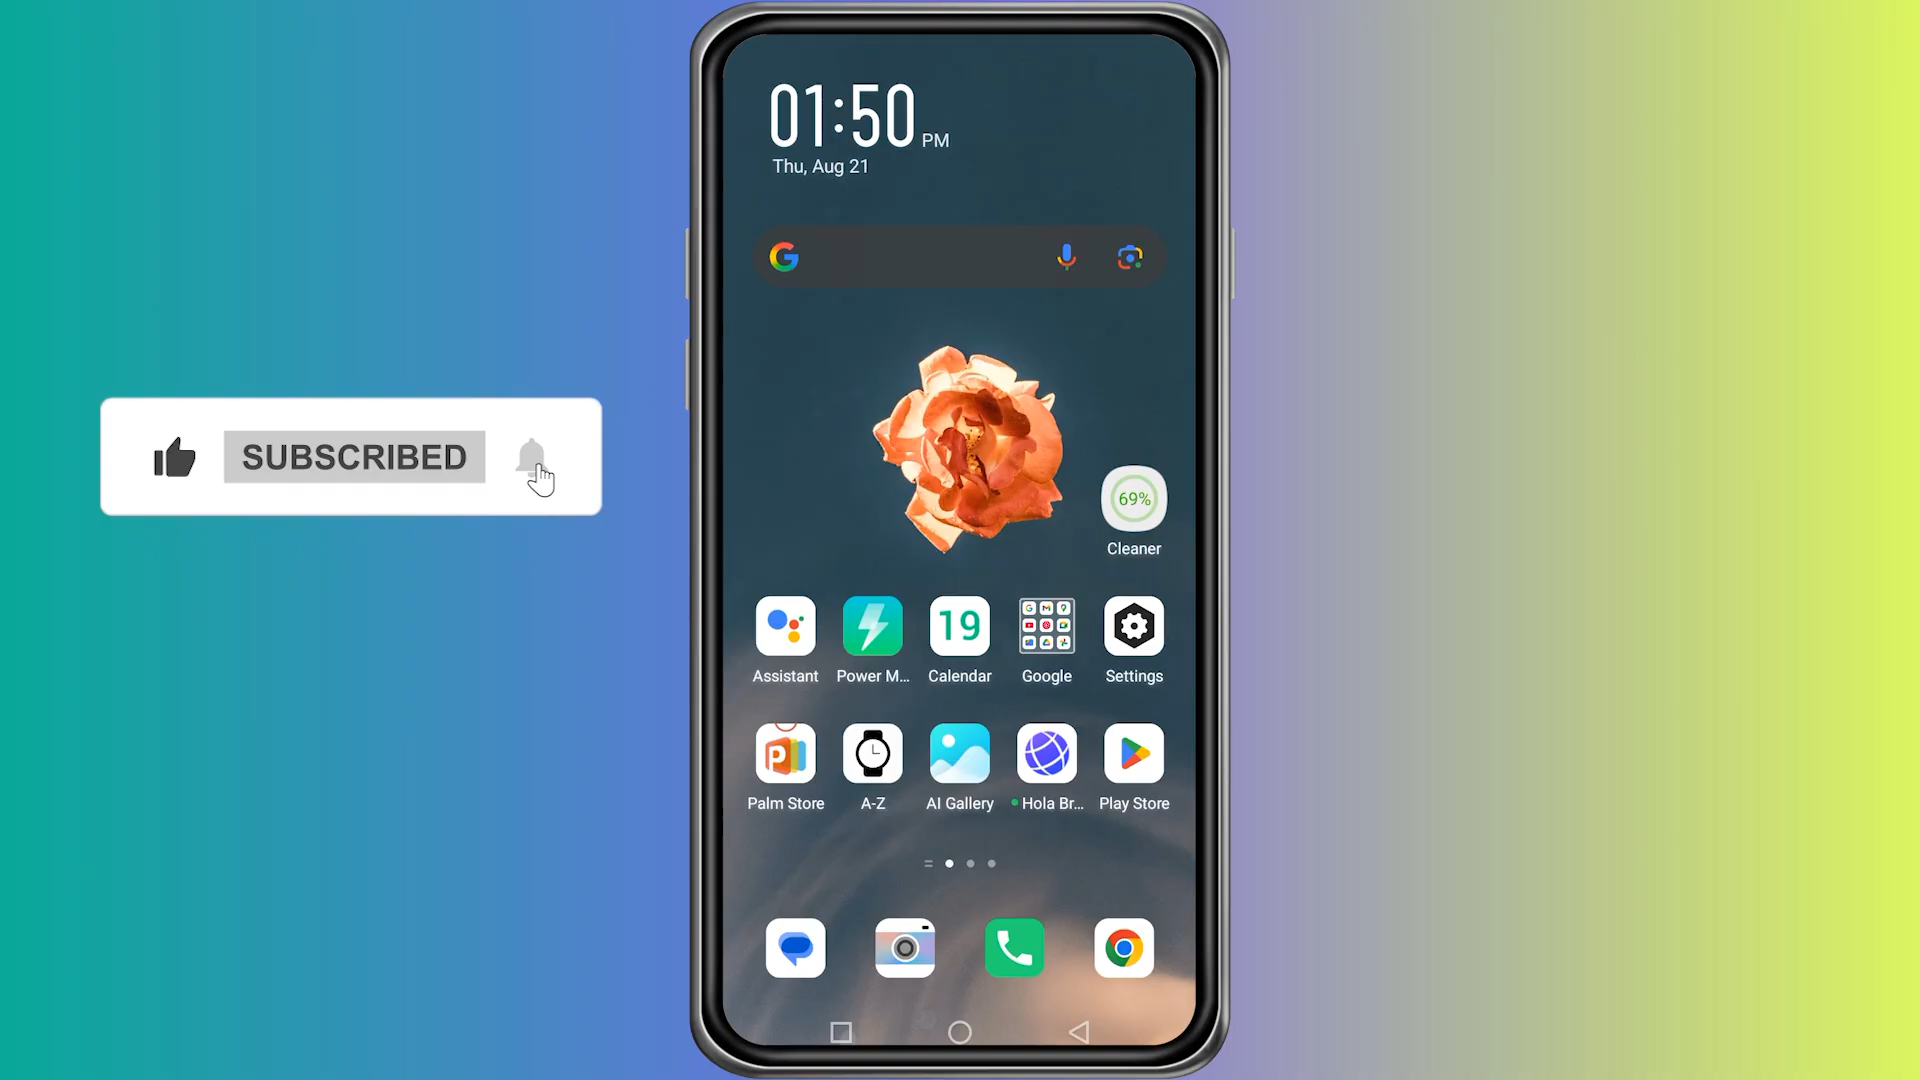 01:50 PM
Thu, Aug 21
SUBSCRIBED
69%
Cleaner
19
Assistant
Power M...
Calendar
Google
Settings
Palm Store
A-Z
AI Gallery
Hola Br...
Play Store